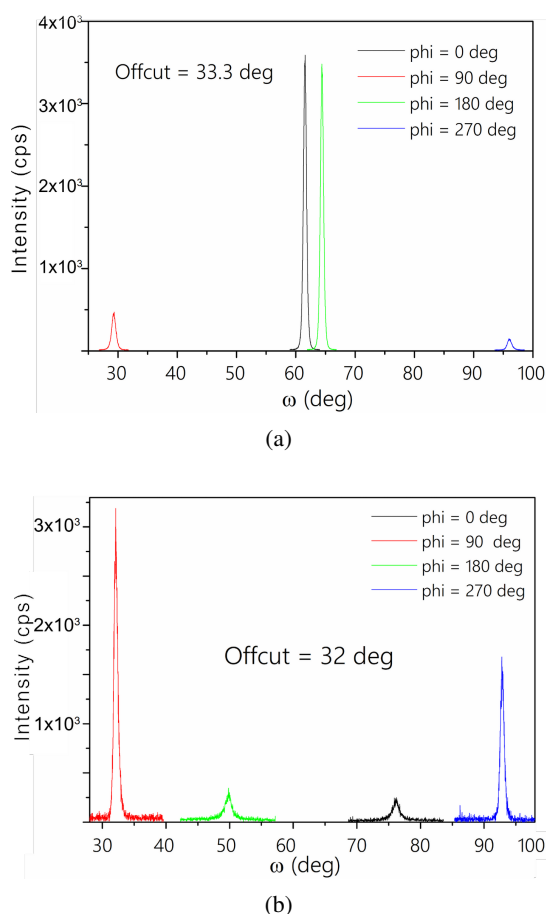 4x10³
3x10³
2x10³
1x10³
Intensity (cps)
Offcut = 33.3 deg
phi = 0 deg
phi = 90 deg
phi = 180 deg
phi = 270 deg
30 40 50 60 70 80 90 100
ω (deg)
(a)
3x10³
2x10³
1x10³
Intensity (cps)
phi = 0 deg
phi = 90 deg
phi = 180 deg
phi = 270 deg
Offcut = 32 deg
30 40 50 60 70 80 90
ω (deg)
(b)